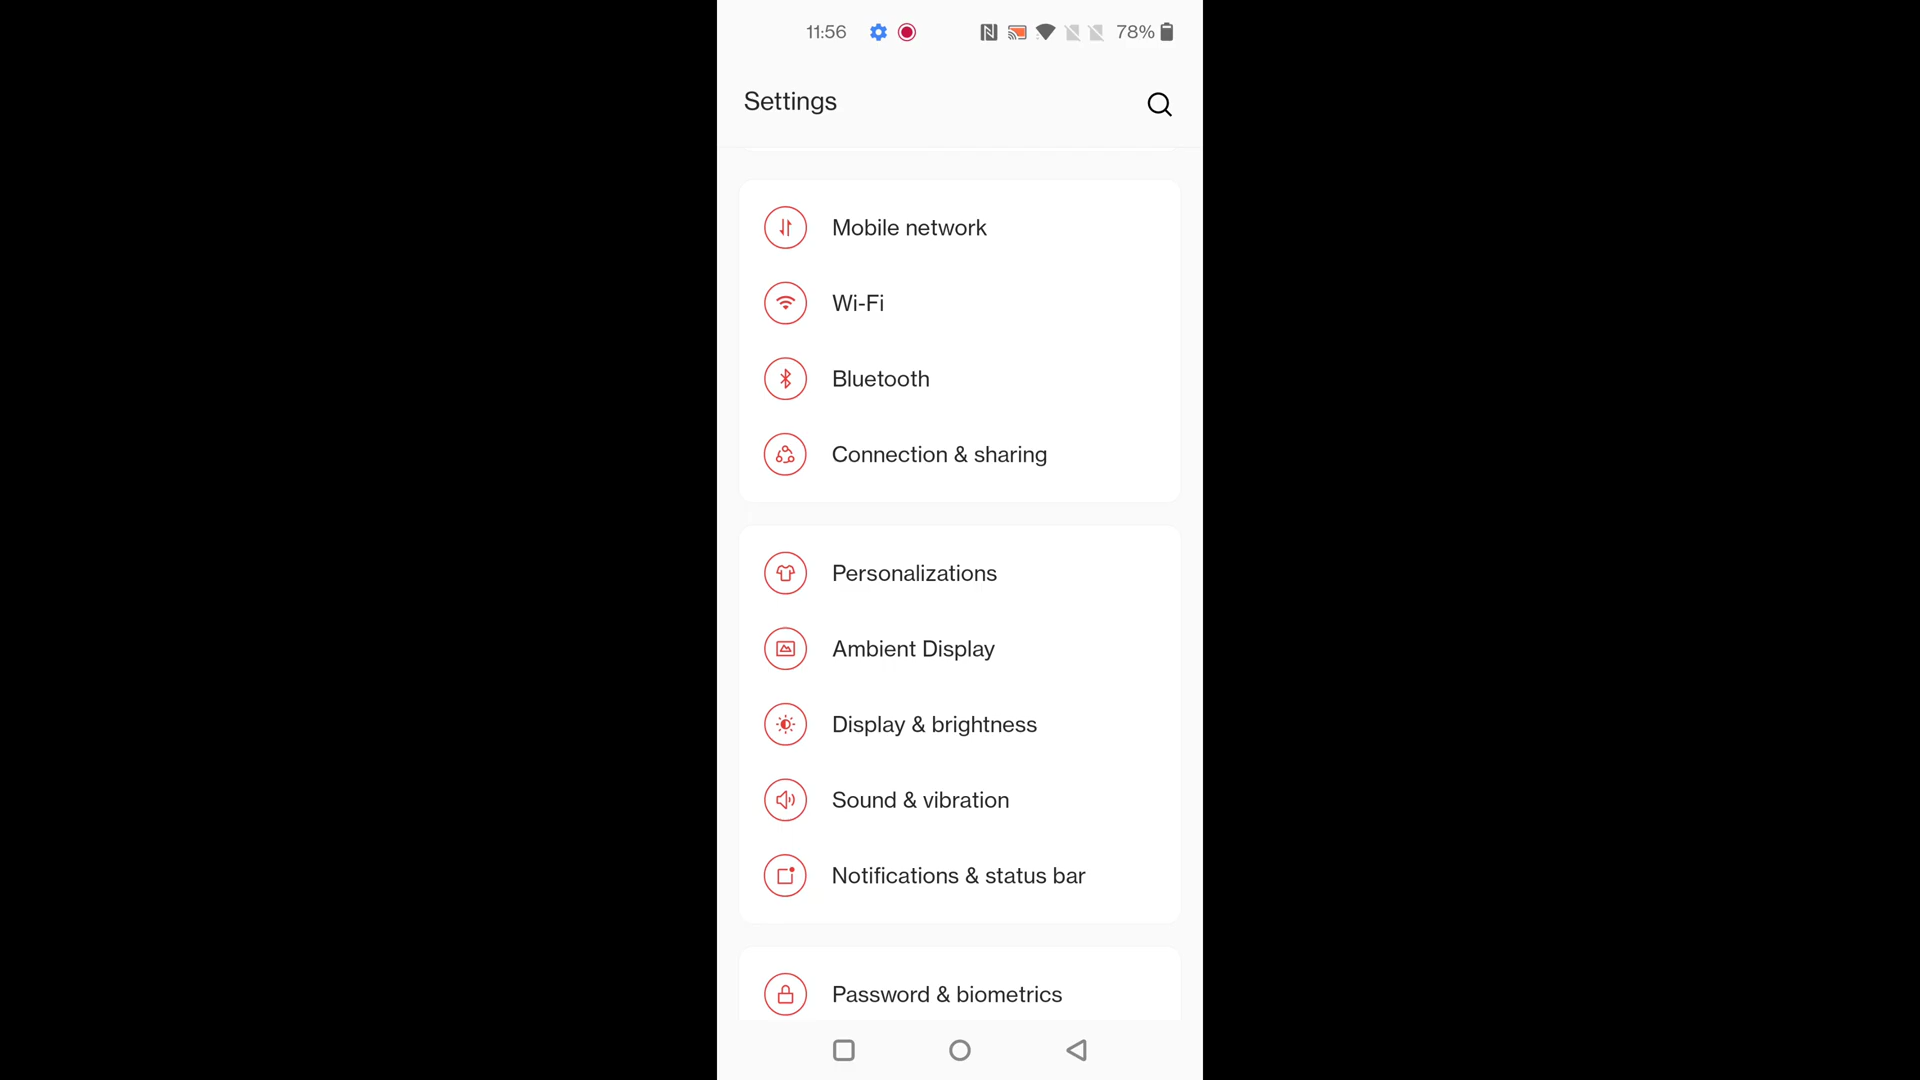 11:56
78%
Settings
Mobile network
Wi-Fi
Bluetooth
Connection & sharing
Personalizations
Ambient Display
Display & brightness
Sound & vibration
Notifications & status bar
Password & biometrics